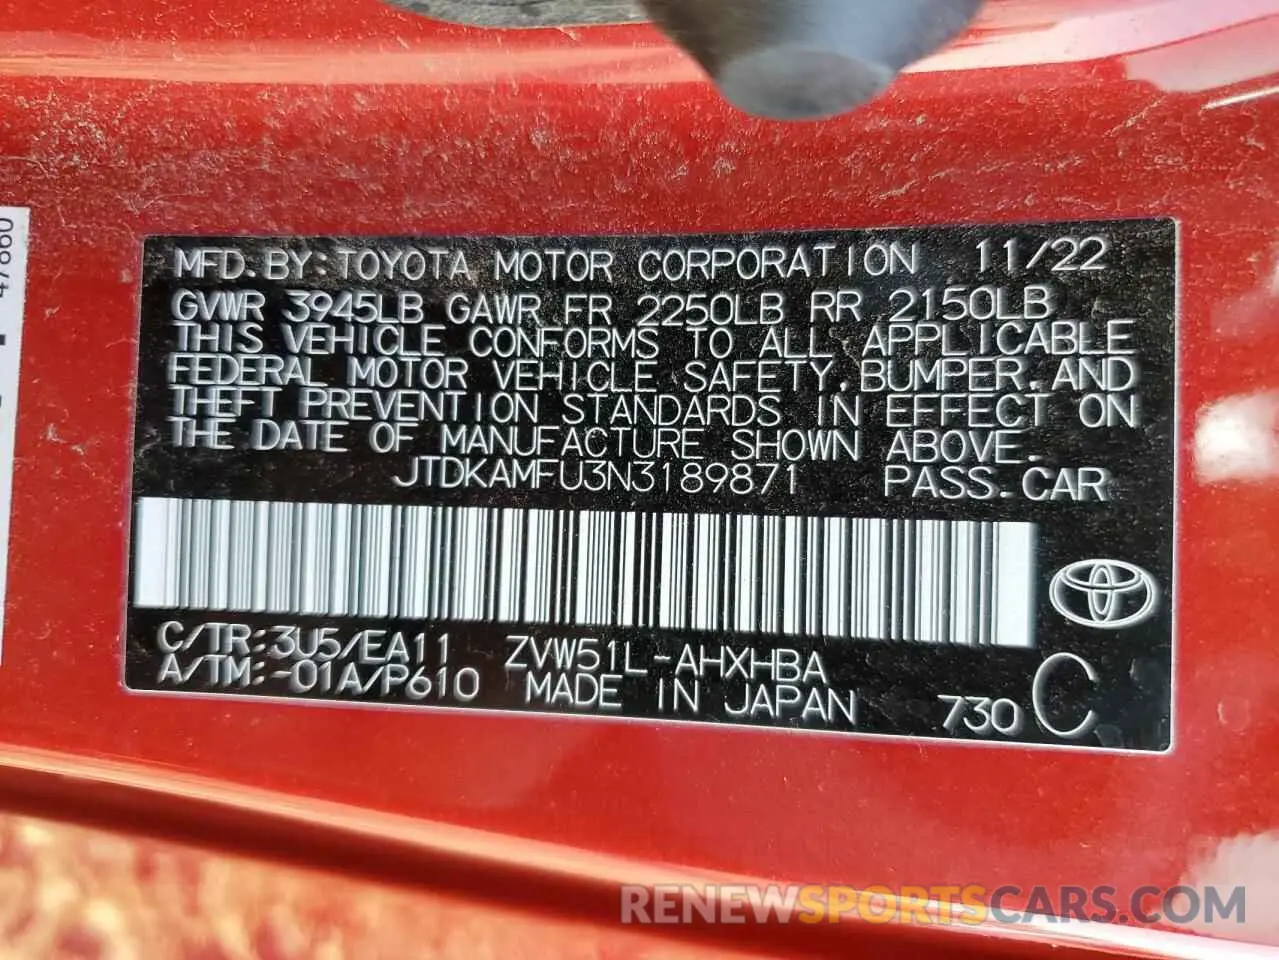 MFD. BY: TOYOTA MOTOR CORPORATION 11/22
GVWR 3945LB GAWR FR 2250LB RR 2150LB
THIS VEHICLE CONFORMS TO ALL APPLICABLE
FEDERAL MOTOR VEHICLE SAFETY, BUMPER, AND
THEFT PREVENTION STANDARDS IN EFFECT ON
THE DATE OF MANUFACTURE SHOWN ABOVE.
JTDKAMFU3N3189871 PASS. CAR
C/TR: 3U5/EA11 ZVW51L-AHXHBA
A/TM: -01A/P610 MADE IN JAPAN 730 C
47660
RENEWSPORTSCARS.COM